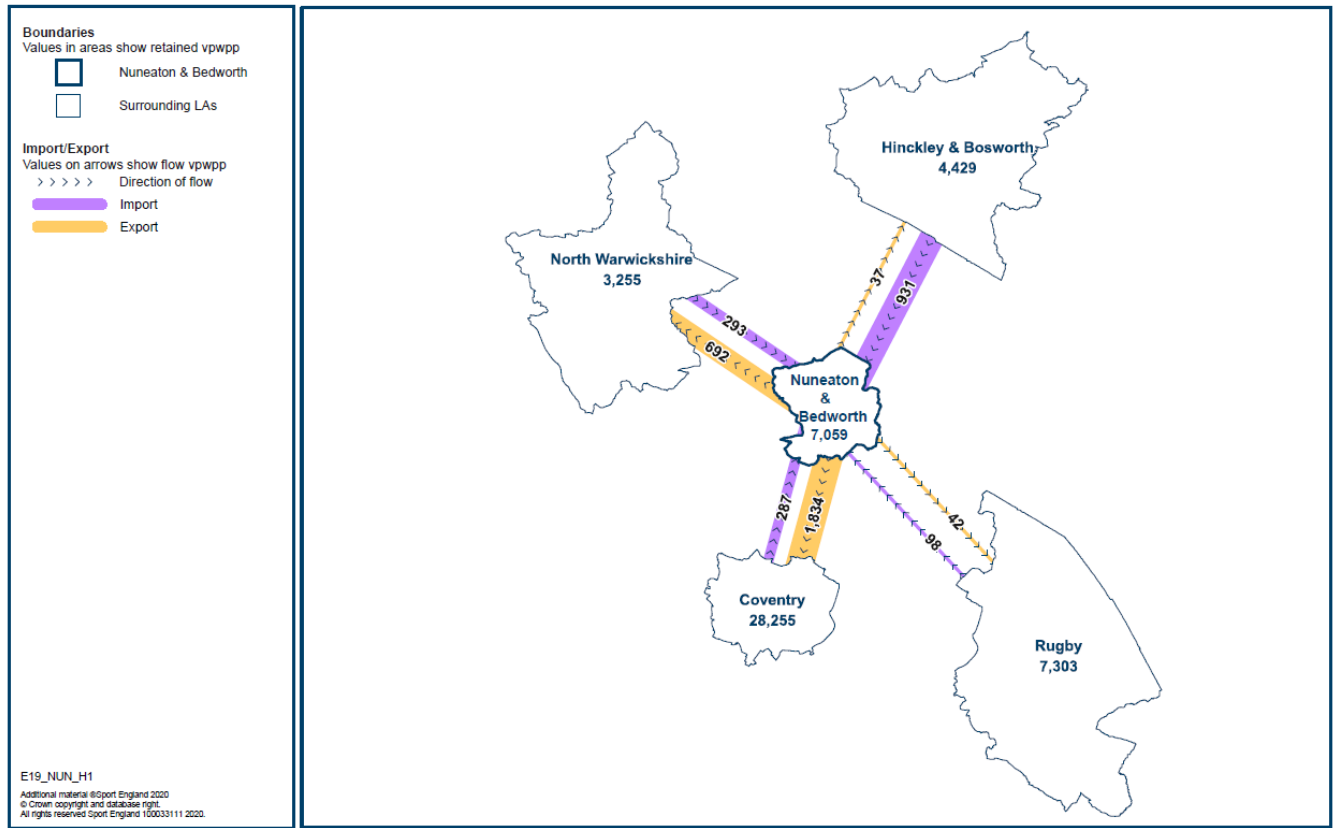 Boundaries
Values in areas show retained vpwpp
Nuneaton & Bedworth
Surrounding LAs
Import/Export
Values on arrows show flow vpwpp
> > > > > Direction of flow
Import
Export
E19_NUN_H1
Additional material ©Sport England 2020
© Crown copyright and database right.
All rights reserved Sport England 100033111 2020.
Hinckley & Bosworth
4,429
North Warwickshire
3,255
37
931
293
692
Nuneaton
&
Bedworth
7,059
287
1,834
42
98
Coventry
28,255
Rugby
7,303